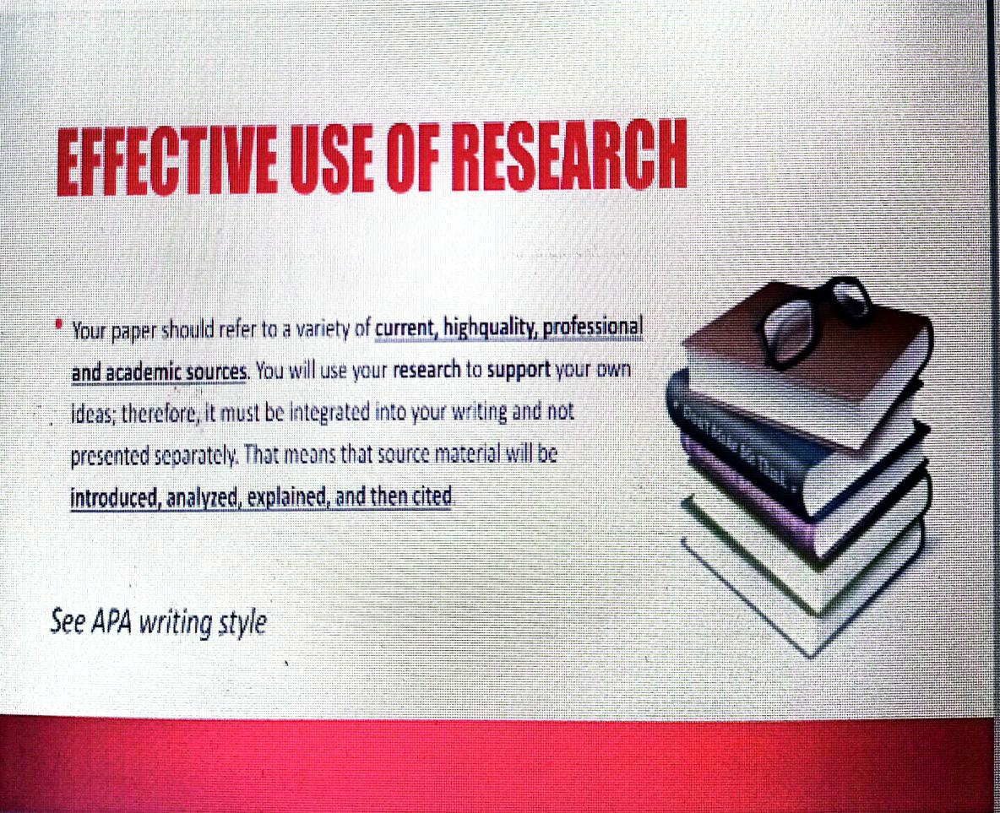 EFFECTIVE USE OF RESEARCH
• Your paper should refer to a variety of current, highquality, professional
and academic sources. You will use your research to support your own
ideas; therefore, it must be integrated into your writing and not
presented separately. That means that source material will be
introduced, analyzed, explained, and then cited
See APA writing style